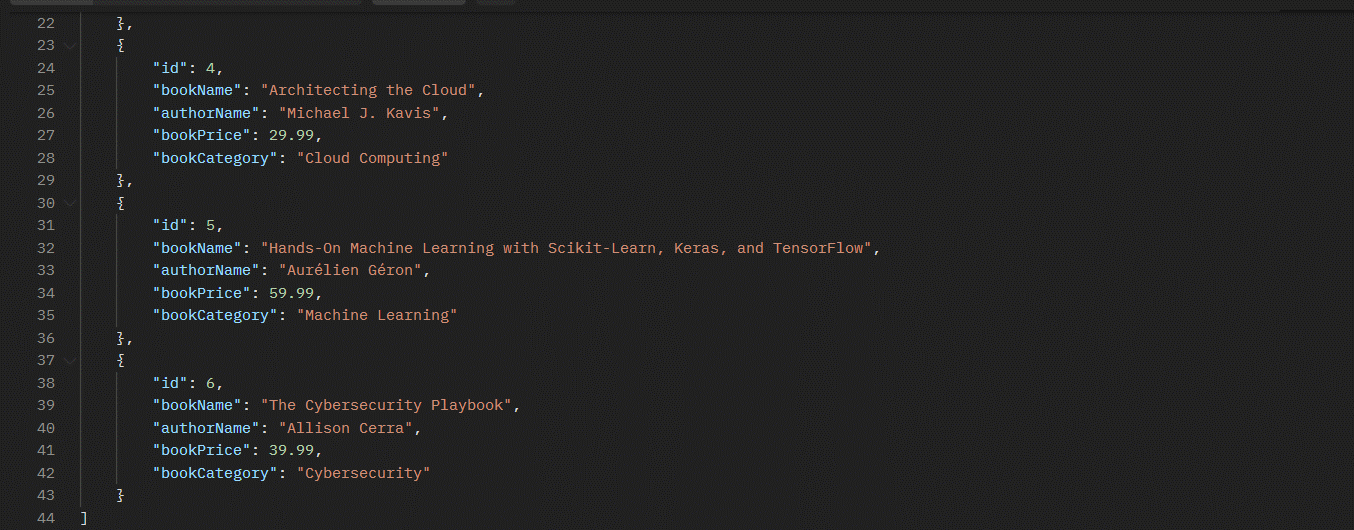 22 },
23 {
24 "id": 4,
25 "bookName": "Architecting the Cloud",
26 "authorName": "Michael J. Kavis",
27 "bookPrice": 29.99,
28 "bookCategory": "Cloud Computing"
29 },
30 {
31 "id": 5,
32 "bookName": "Hands-On Machine Learning with Scikit-Learn, Keras, and TensorFlow",
33 "authorName": "Aurélien Géron",
34 "bookPrice": 59.99,
35 "bookCategory": "Machine Learning"
36 },
37 {
38 "id": 6,
39 "bookName": "The Cybersecurity Playbook",
40 "authorName": "Allison Cerra",
41 "bookPrice": 39.99,
42 "bookCategory": "Cybersecurity"
43 }
44 ]